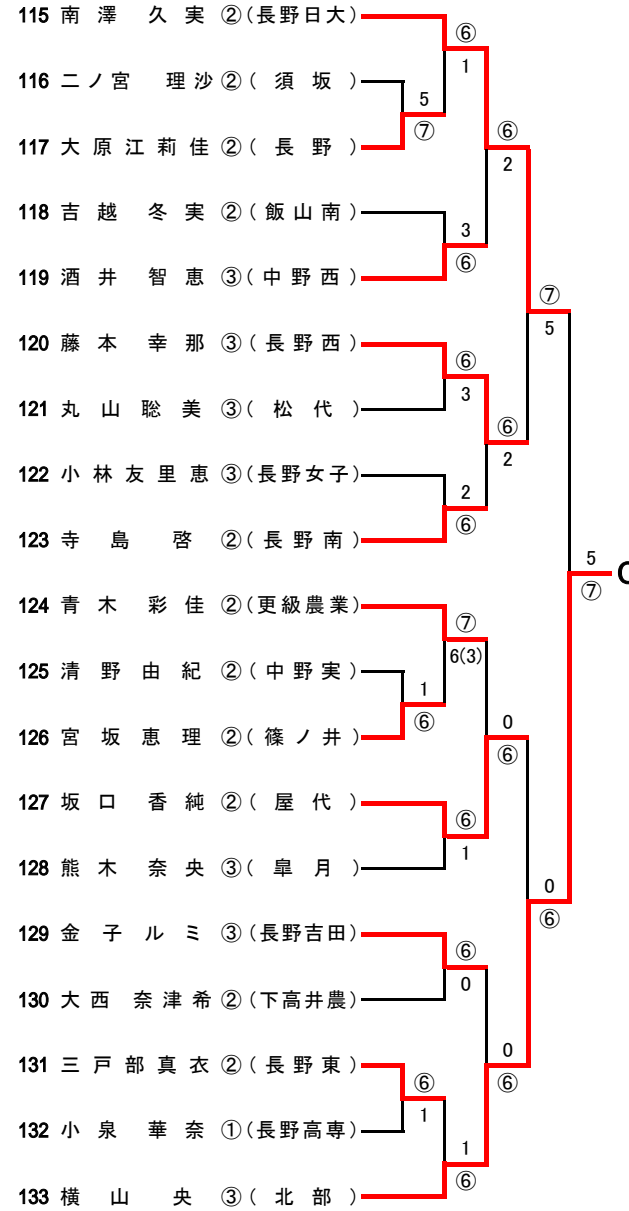 115 南澤 久実 ② (長野日大)
⑥
1
116 二ノ宮 理沙 ② (須坂)
5
⑦
⑥
2
117 大原江莉佳 ② (長野)
118 吉越 冬実 ② (飯山南)
3
⑥
119 酒井 智恵 ③ (中野西)
⑦
5
120 藤本 幸那 ③ (長野西)
⑥
3
121 丸山聡美 ③ (松代)
⑥
2
122 小林友里恵 ③ (長野女子)
2
⑥
123 寺島 啓 ② (長野南)
5
⑦
124 青木 彩佳 ② (更級農業)
⑦
6(3)
125 清野由紀 ② (中野実)
1
⑥
126 宮坂恵理 ② (篠ノ井)
0
⑥
127 坂口 香純 ② (屋代)
⑥
1
128 熊木 奈央 ③ (皐月)
0
⑥
129 金子ルミ ③ (長野吉田)
⑥
0
130 大西 奈津希 ② (下高井農)
0
⑥
131 三戸部真衣 ② (長野東)
⑥
1
132 小泉 華奈 ① (長野高専)
1
⑥
133 横山 央 ③ (北部)